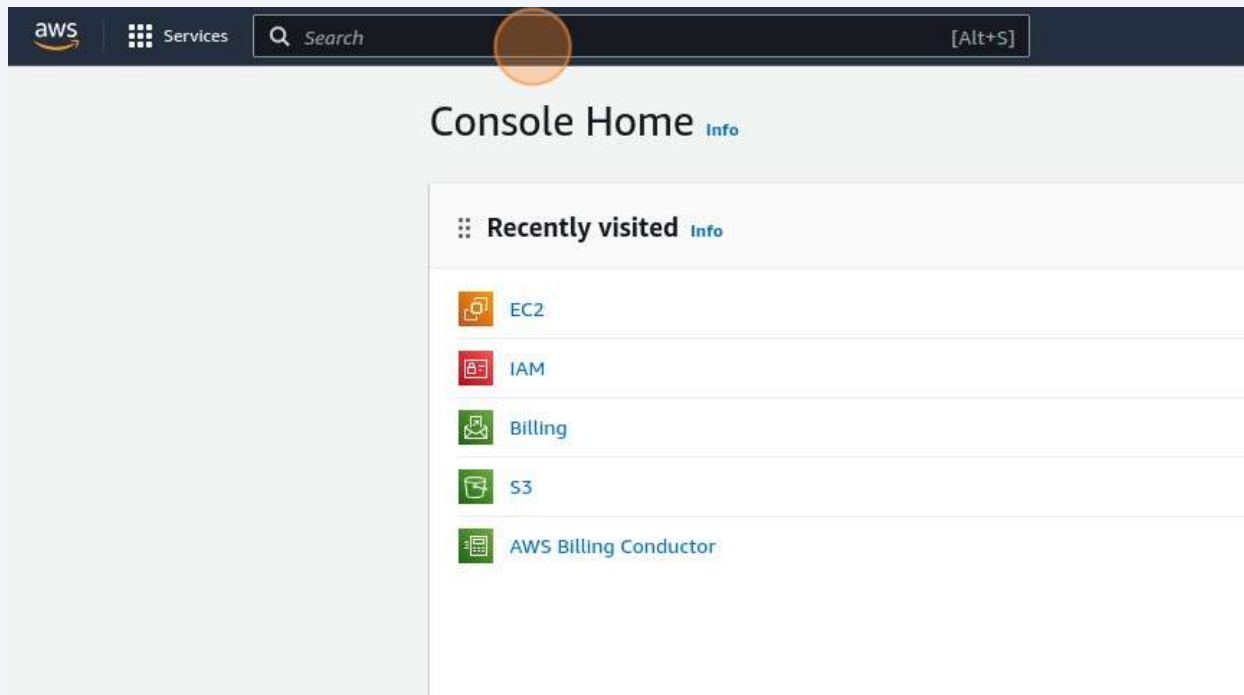 aws Services Search [Alt+S]
Console Home Info
Recently visited Info
EC2
IAM
Billing
S3
AWS Billing Conductor